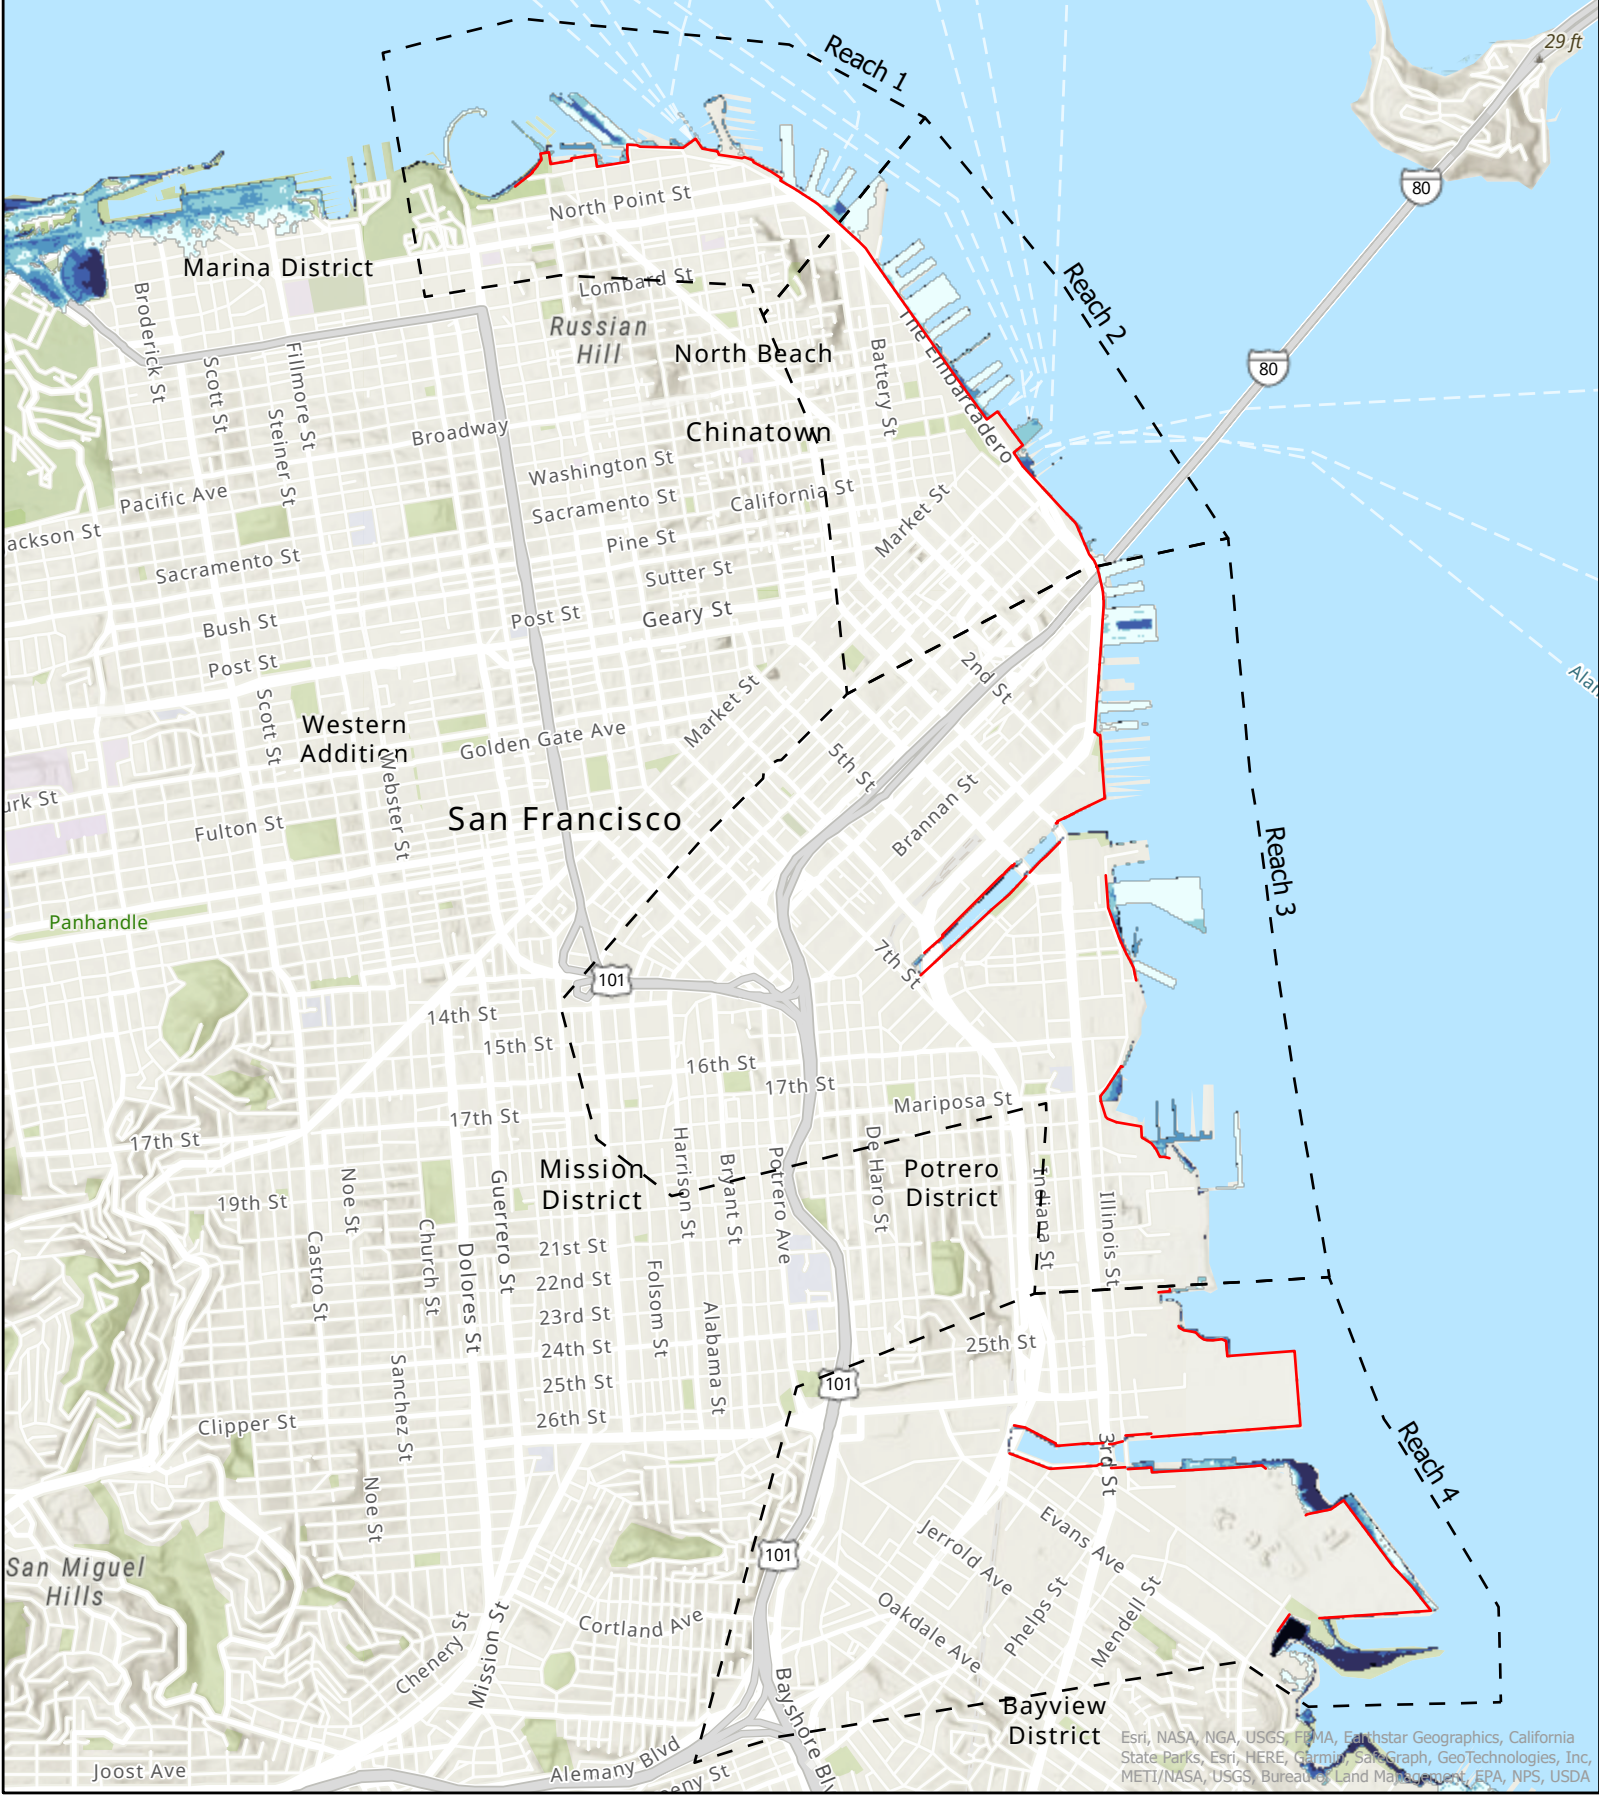 29 ft
Reach 1
80
North Point St
Marina District
Lombard St
Reach 2
Broderick St
Russian
Hill
The Embarcadero
North Beach
Scott St
Fillmore St
Battery St
80
Steiner St
Broadway
Chinatown
Washington St
Pacific Ave
Sacramento St
California St
Market St
ackson St
Pine St
Sacramento St
Sutter St
Bush St
Post St
Geary St
Post St
2nd St
Alan
Scott St
Market St
Western
Addition
Golden Gate Ave
5th St
Webster St
urk St
Brannan St
Fulton St
San Francisco
Reach 3
Panhandle
7th St
101
14th St
15th St
16th St
17th St
17th St
Mariposa St
17th St
Mission
District
Harrison St
Bryant St
Potrero Ave
De Haro St
Potrero
District
Indiana St
Illinois St
19th St
Noe St
Guerrero St
Castro St
Church St
Dolores St
21st St
22nd St
23rd St
24th St
25th St
26th St
Folsom St
Alabama St
25th St
101
Sanchez St
Clipper St
3rd St
Reach 4
Noe St
Evans Ave
Jerrold Ave
101
San Miguel
Hills
Oakdale Ave
Phelps St
Mendell St
Cortland Ave
Chenery St
Mission St
Bayshore Blv
Bayview
District
Joost Ave
Alemany Blvd
eny St
Esri, NASA, NGA, USGS, FEMA, Earthstar Geographics, California
State Parks, Esri, HERE, Garmin, SafeGraph, GeoTechnologies, Inc,
METI/NASA, USGS, Bureau of Land Management, EPA, NPS, USDA